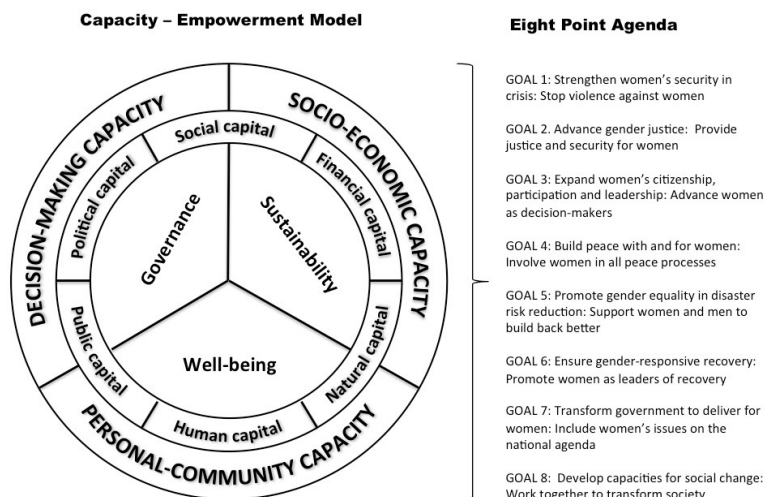 Capacity – Empowerment Model
Eight Point Agenda
DECISION-MAKING CAPACITY
SOCIO-ECONOMIC CAPACITY
PERSONAL-COMMUNITY CAPACITY
Social capital
Financial capital
Natural capital
Human capital
Public capital
Political capital
Governance
Sustainability
Well-being
GOAL 1: Strengthen women’s security in
crisis: Stop violence against women
GOAL 2. Advance gender justice: Provide
justice and security for women
GOAL 3: Expand women’s citizenship,
participation and leadership: Advance women
as decision-makers
GOAL 4: Build peace with and for women:
Involve women in all peace processes
GOAL 5: Promote gender equality in disaster
risk reduction: Support women and men to
build back better
GOAL 6: Ensure gender-responsive recovery:
Promote women as leaders of recovery
GOAL 7: Transform government to deliver for
women: Include women’s issues on the
national agenda
GOAL 8: Develop capacities for social change:
Work together to transform society